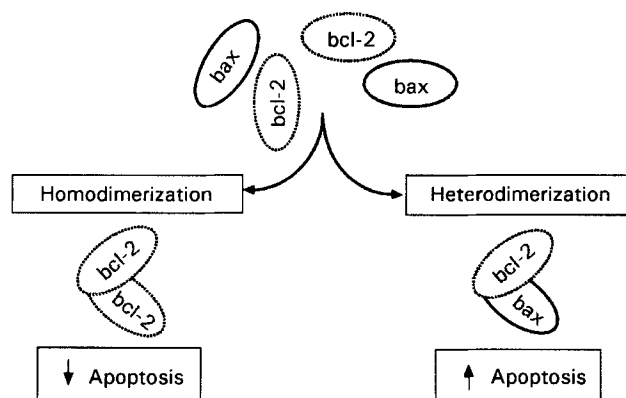 bax
bcl-2
bcl-2
bax
Homodimerization
Heterodimerization
bcl-2
bcl-2
bcl-2
bax
↓ Apoptosis
↑ Apoptosis